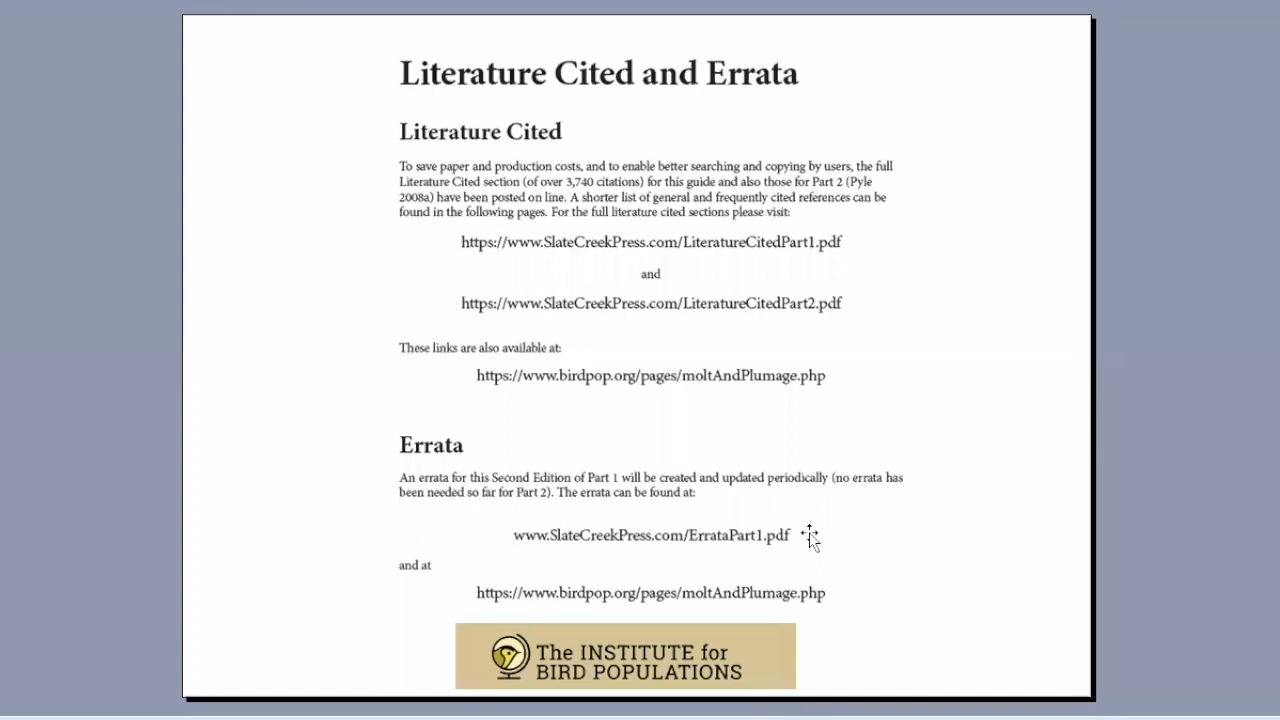 Literature Cited and Errata
Literature Cited
To save paper and production costs, and to enable better searching and copying by users, the full
Literature Cited section (of over 3,740 citations) for this guide and also those for Part 2 (Pyle
2008a) have been posted on line. A shorter list of general and frequently cited references can be
found in the following pages. For the full literature cited sections please visit:
https://www.SlateCreekPress.com/LiteratureCitedPart1.pdf
and
https://www.SlateCreekPress.com/LiteratureCitedPart2.pdf
These links are also available at:
https://www.birdpop.org/pages/moltAndPlumage.php
Errata
An errata for this Second Edition of Part 1 will be created and updated periodically (no errata has
been needed so far for Part 2). The errata can be found at:
www.SlateCreekPress.com/ErrataPart1.pdf
and at
https://www.birdpop.org/pages/moltAndPlumage.php
The INSTITUTE for
BIRD POPULATIONS